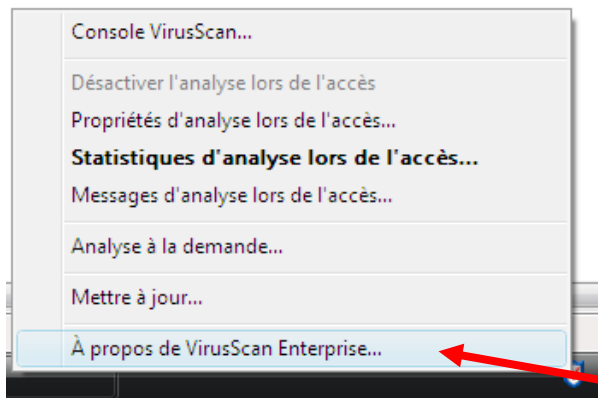 Console VirusScan...
Désactiver l'analyse lors de l'accès
Propriétés d'analyse lors de l'accès...
Statistiques d'analyse lors de l'accès...
Messages d'analyse lors de l'accès...
Analyse à la demande...
Mettre à jour...
À propos de VirusScan Enterprise...